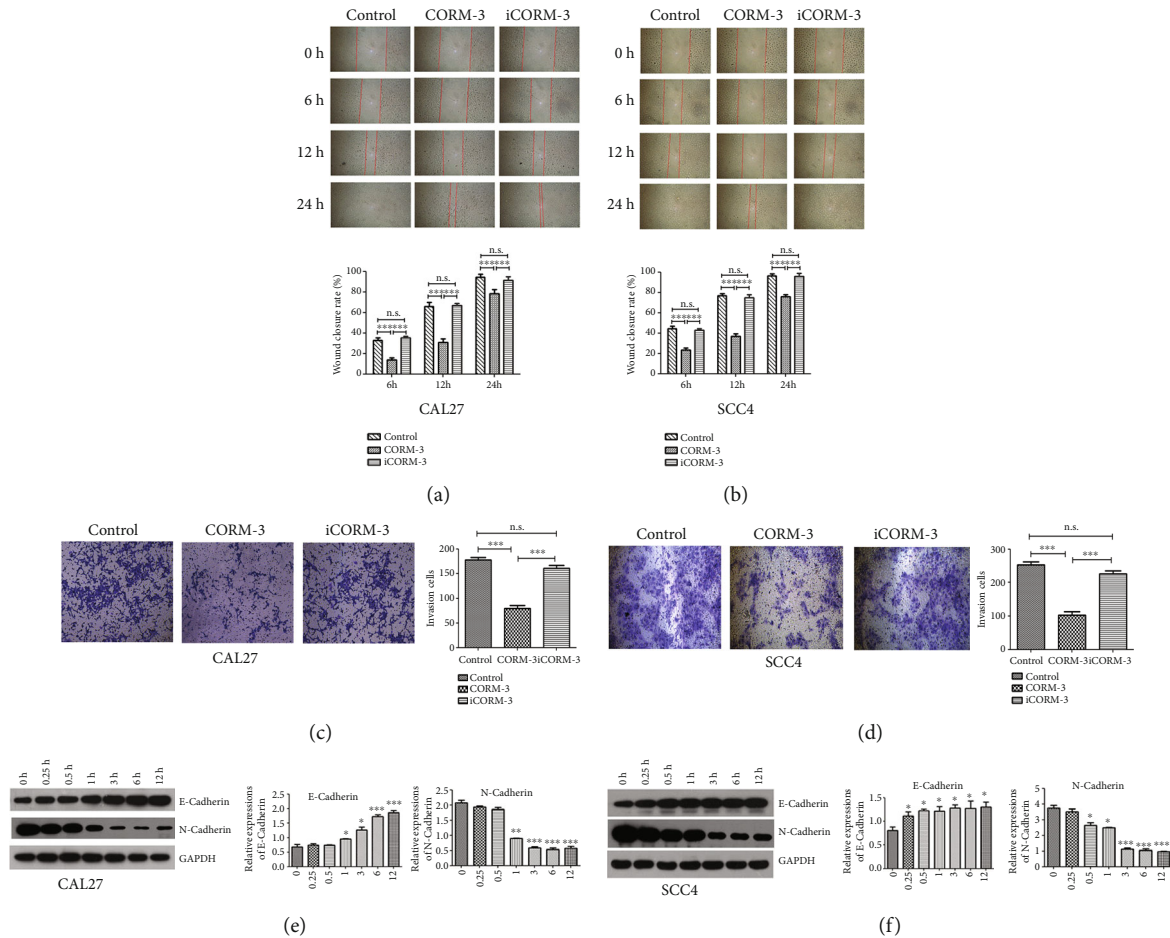 Control CORM-3 iCORM-3
0 h
6 h
12 h
24 h
n.s.
n.s.
n.s.
******
******
******
Wound closure rate (%)
100
80
60
40
20
0
6h 12h 24h
CAL27
Control
CORM-3
iCORM-3
(a)
Control CORM-3 iCORM-3
0 h
6 h
12 h
24 h
n.s.
n.s.
n.s.
******
******
******
Wound closure rate (%)
100
80
60
40
20
0
6h 12h 24h
SCC4
Control
CORM-3
iCORM-3
(b)
Control CORM-3 iCORM-3
CAL27
n.s.
*** ***
Invasion cells
200
150
100
50
0
Control CORM-3 iCORM-3
Control
CORM-3
iCORM-3
(c)
Control CORM-3 iCORM-3
SCC4
n.s.
*** ***
Invasion cells
300
200
100
0
Control CORM-3 iCORM-3
Control
CORM-3
iCORM-3
(d)
0 h 0.25 h 0.5 h 1 h 3 h 6 h 12 h
E-Cadherin
N-Cadherin
GAPDH
CAL27
E-Cadherin
Relative expressions
of E-Cadherin
2.5
2.0
1.5
1.0
0.5
0.0
* * *** ***
0 0.25 0.5 1 3 6 12
N-Cadherin
Relative expressions
of N-Cadherin
2.5
2.0
1.5
1.0
0.5
0.0
** *** *** ***
0 0.25 0.5 1 3 6 12
(e)
0 h 0.25 h 0.5 h 1 h 3 h 6 h 12 h
E-Cadherin
N-Cadherin
GAPDH
SCC4
E-Cadherin
Relative expressions
of E-Cadherin
1.5
1.0
0.5
0.0
* * * * * *
0 0.25 0.5 1 3 6 12
N-Cadherin
Relative expressions
of N-Cadherin
5
4
3
2
1
0
* * *** *** ***
0 0.25 0.5 1 3 6 12
(f)